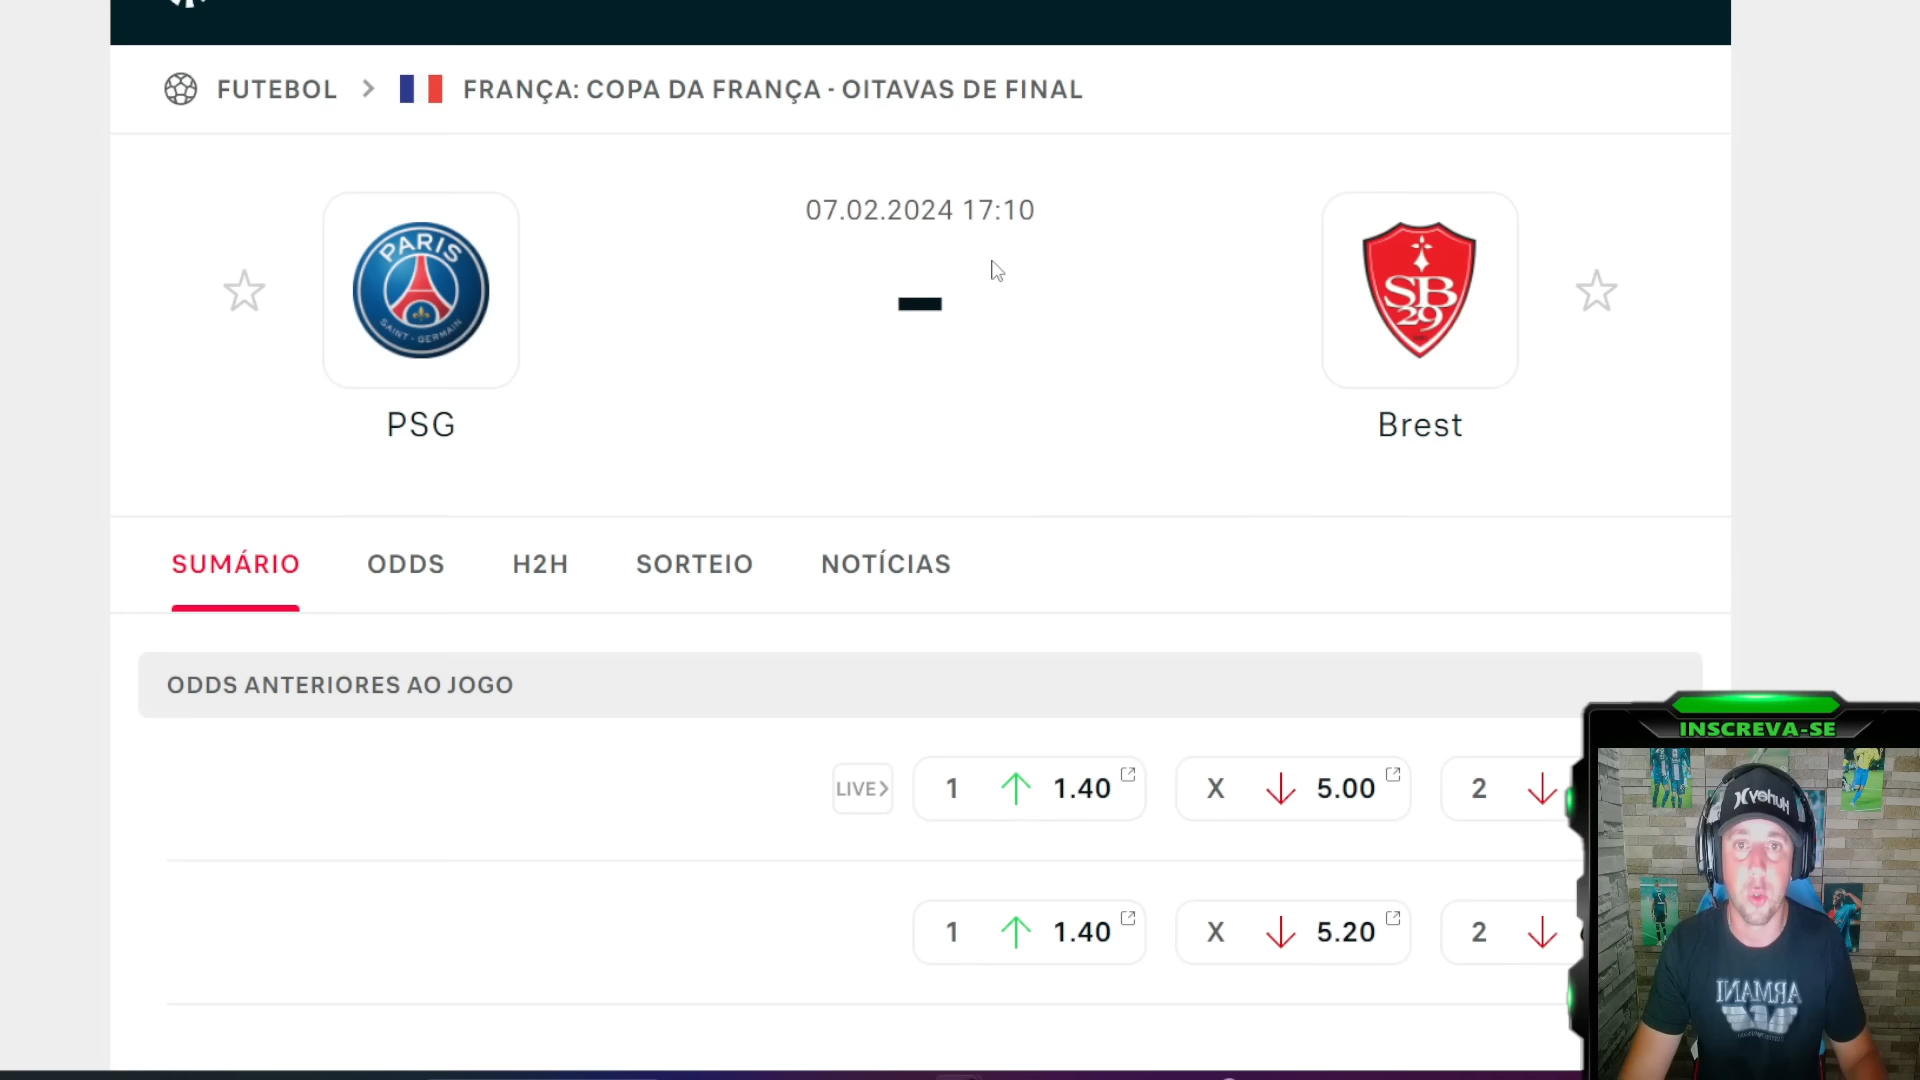 FUTEBOL > FRANÇA: COPA DA FRANÇA - OITAVAS DE FINAL
07.02.2024 17:10
PARIS
SAINT - GERMAIN
SB
29
PSG
-
Brest
SUMÁRIO ODDS H2H SORTEIO NOTÍCIAS
ODDS ANTERIORES AO JOGO
INSCREVA-SE
LIVE> 1 1.40 X 5.00 2
Hurley
1 1.40 X 5.20 2
ARMANI